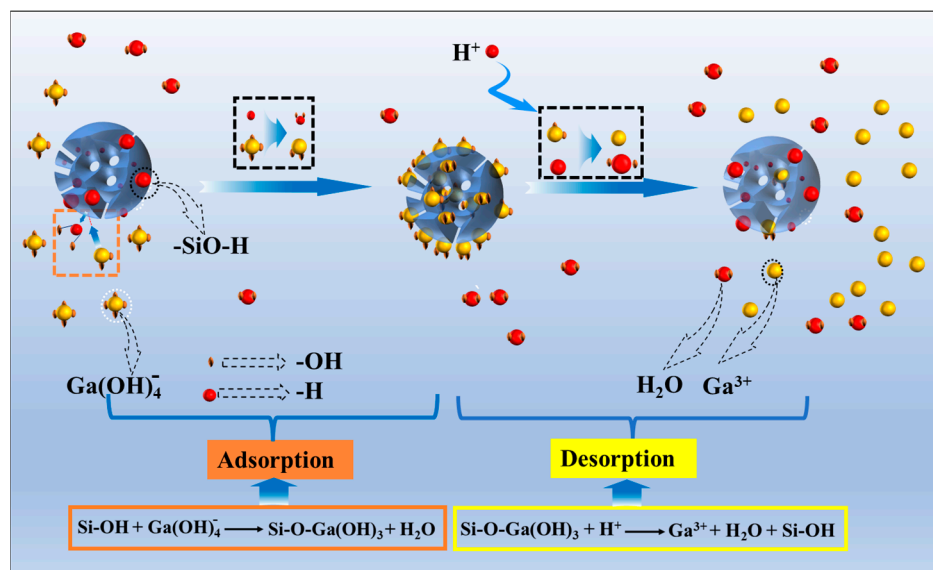 H⁺
-SiO-H
-OH
Ga(OH)₄⁻
-H
H₂O Ga³⁺
Adsorption
Desorption
Si-OH + Ga(OH)₄⁻ ⟶ Si-O-Ga(OH)₃ + H₂O
Si-O-Ga(OH)₃ + H⁺ ⟶ Ga³⁺ + H₂O + Si-OH